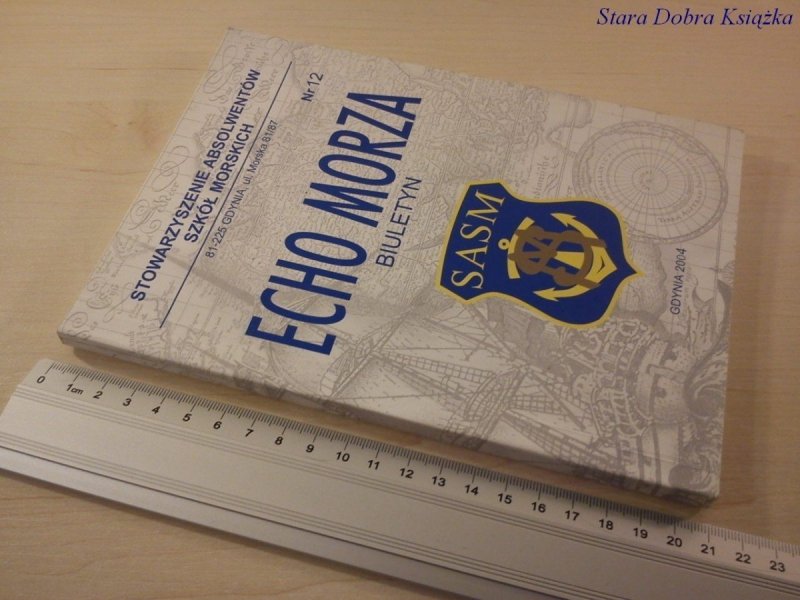 Stara Dobra Książka
STOWARZYSZENIE ABSOLWENTÓW
SZKÓŁ MORSKICH
81-225 GDYNIA, ul. Morska 81/87
Nr 12
ECHO MORZA
BIULETYN
SASM
GDYNIA 2004
0 1cm 2 3 4 5 6 7 8 9 10 11 12 13 14 15 16 17 18 19 20 21 22 23